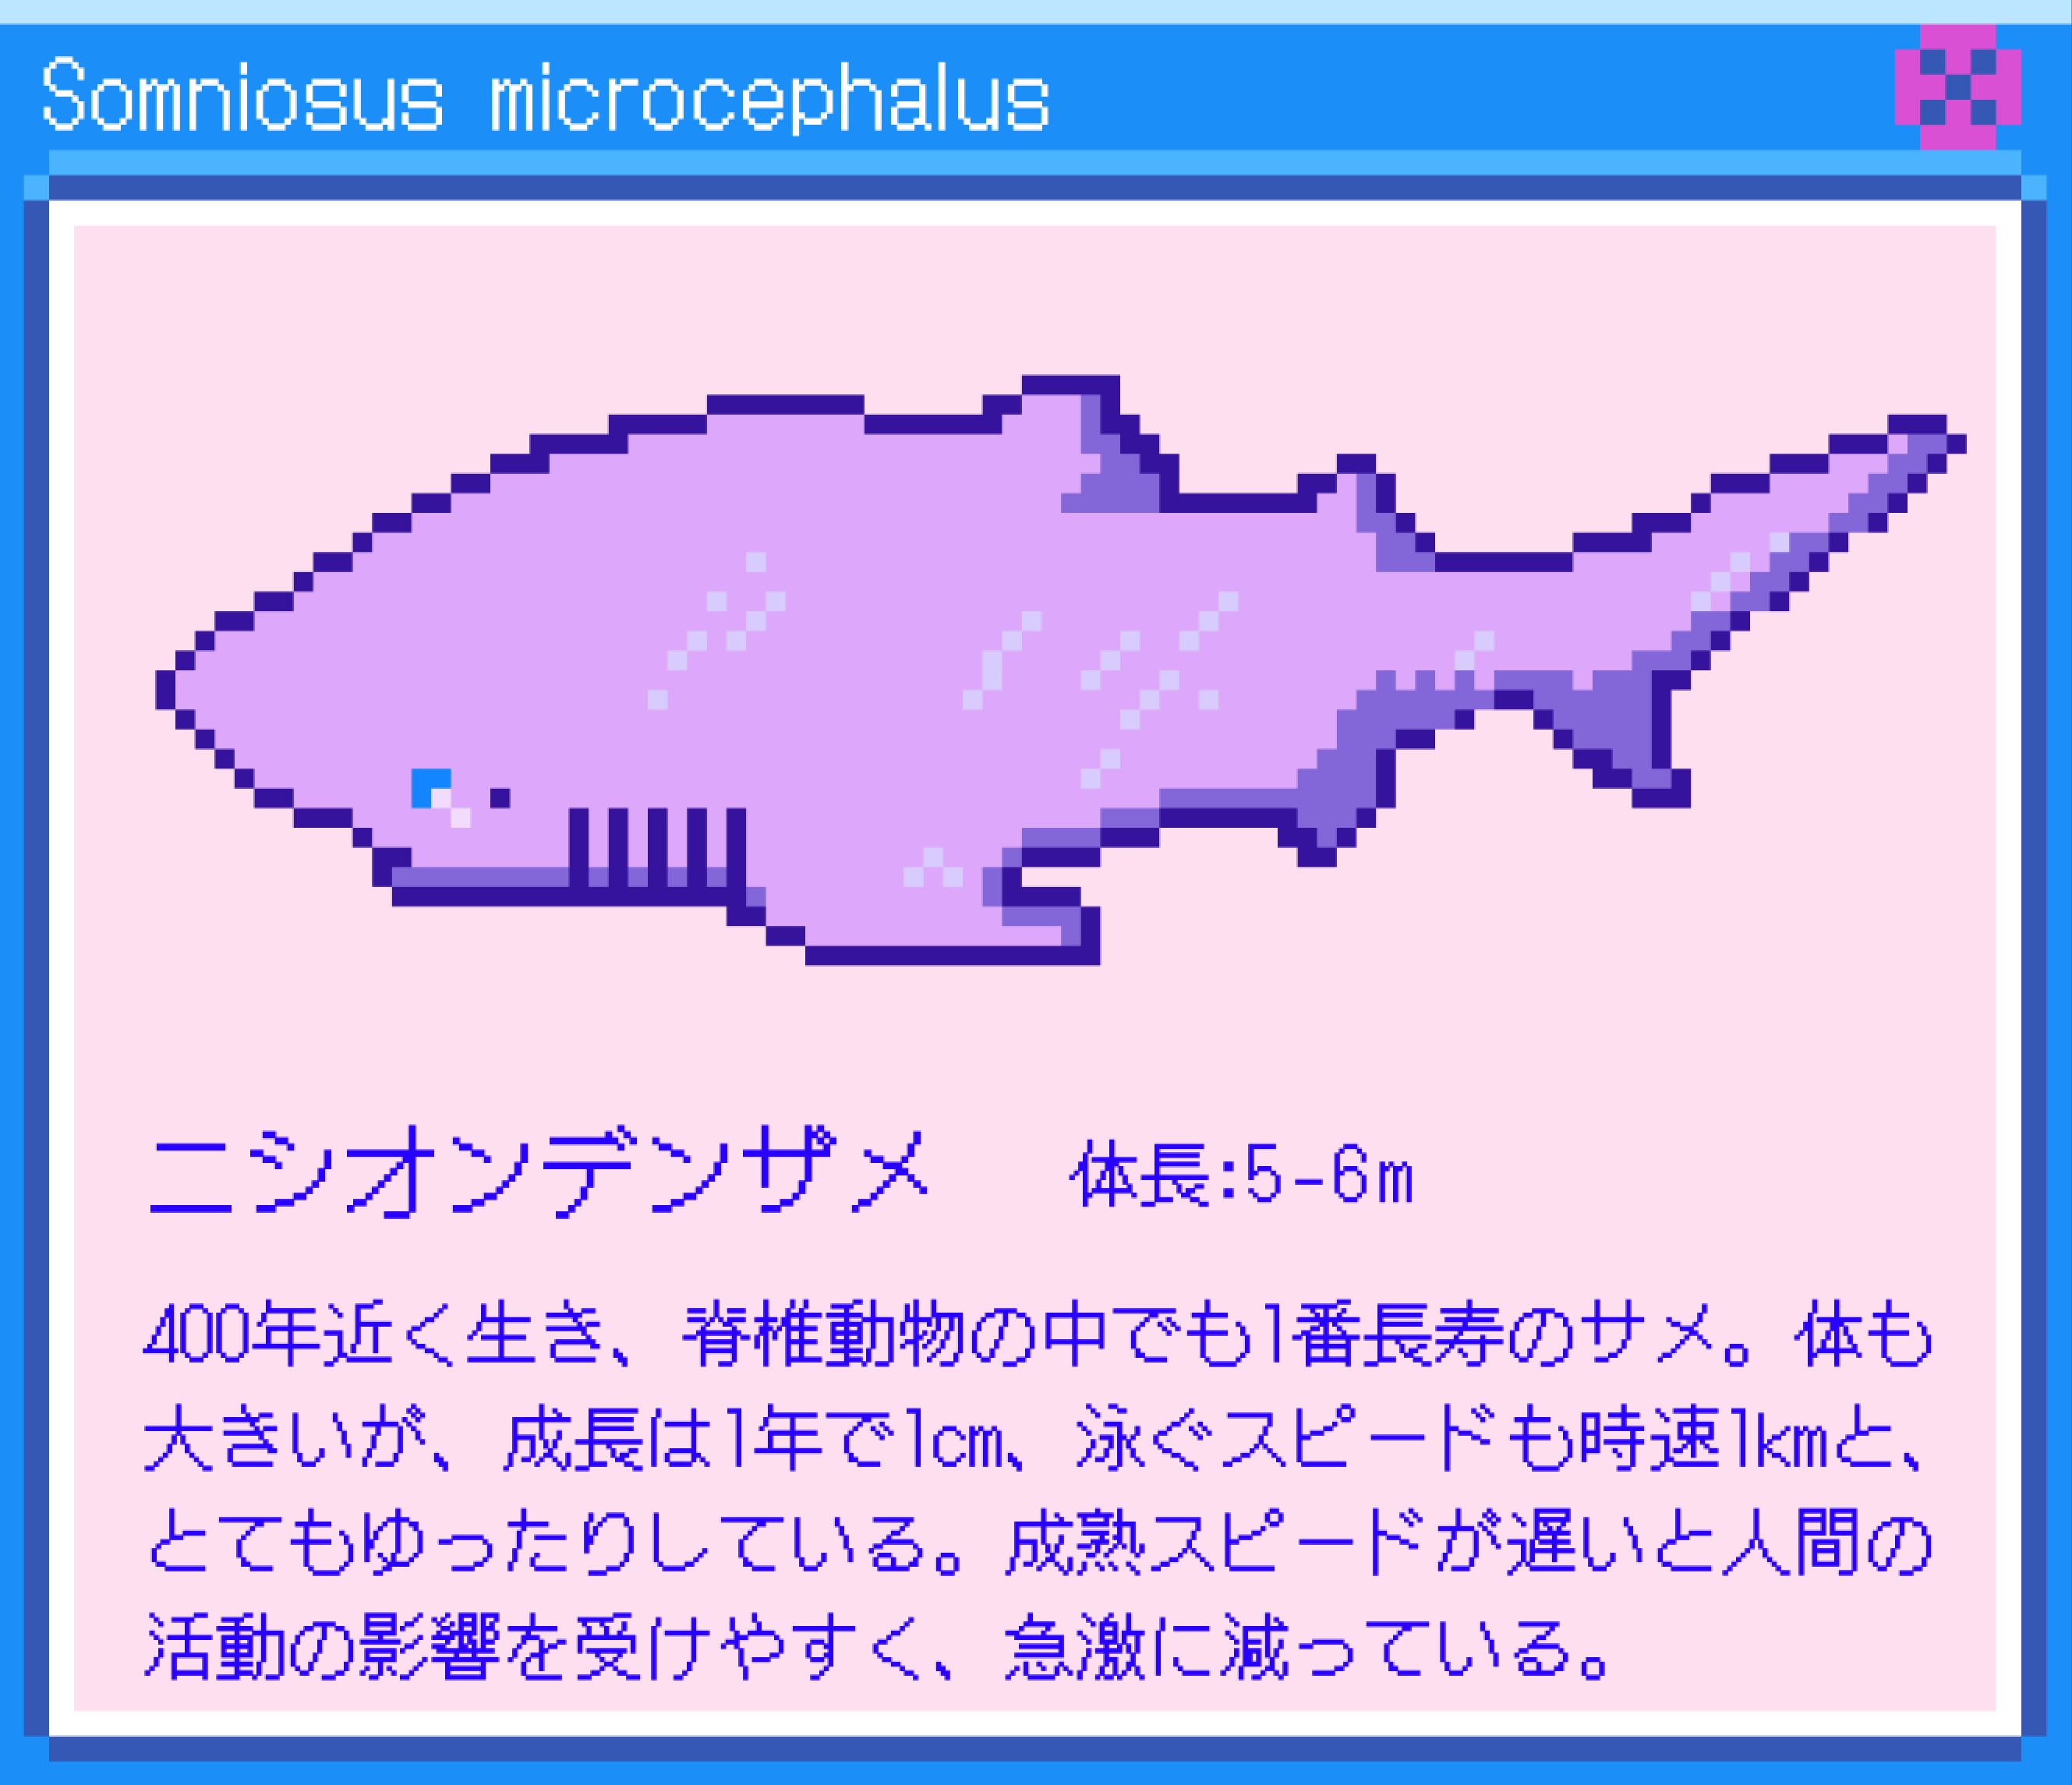 Somniosus microcephalus
ニシオンデンザメ 体長:5-6m
400年近く生き、脊椎動物の中でも1番長寿のサメ。体も
大きいが、成長は1年で1cm、泳ぐスピードも時速1kmと、
とてもゆったりしている。成熟スピードが遅いと人間の
活動の影響を受けやすく、急激に減っている。